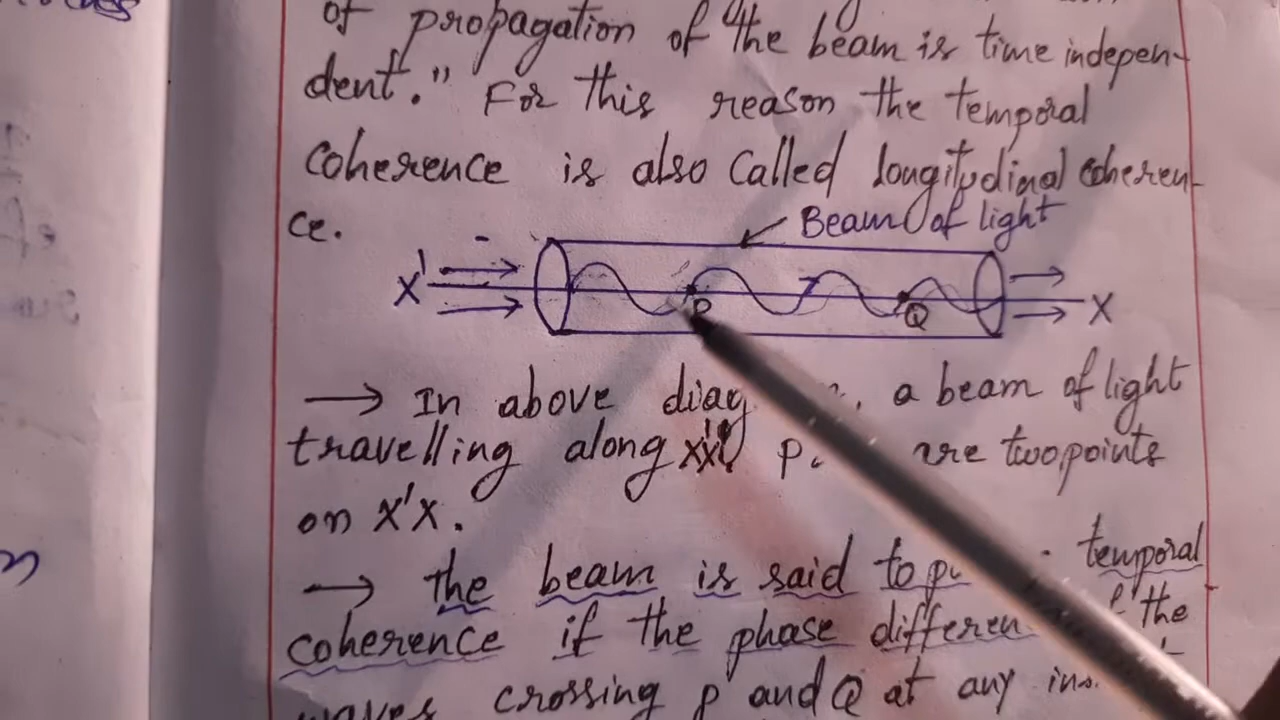 of propagation of the beam is time indepen-
dent." For this reason the temporal
Coherence is also called longitudinal coheren-
ce.
Beam of light
X' P Q X
→ In above a beam of light
travelling along XX' are two points
on X'X.
→ the beam is said to temporal
coherence if the phase the
waves crossing P and Q at any